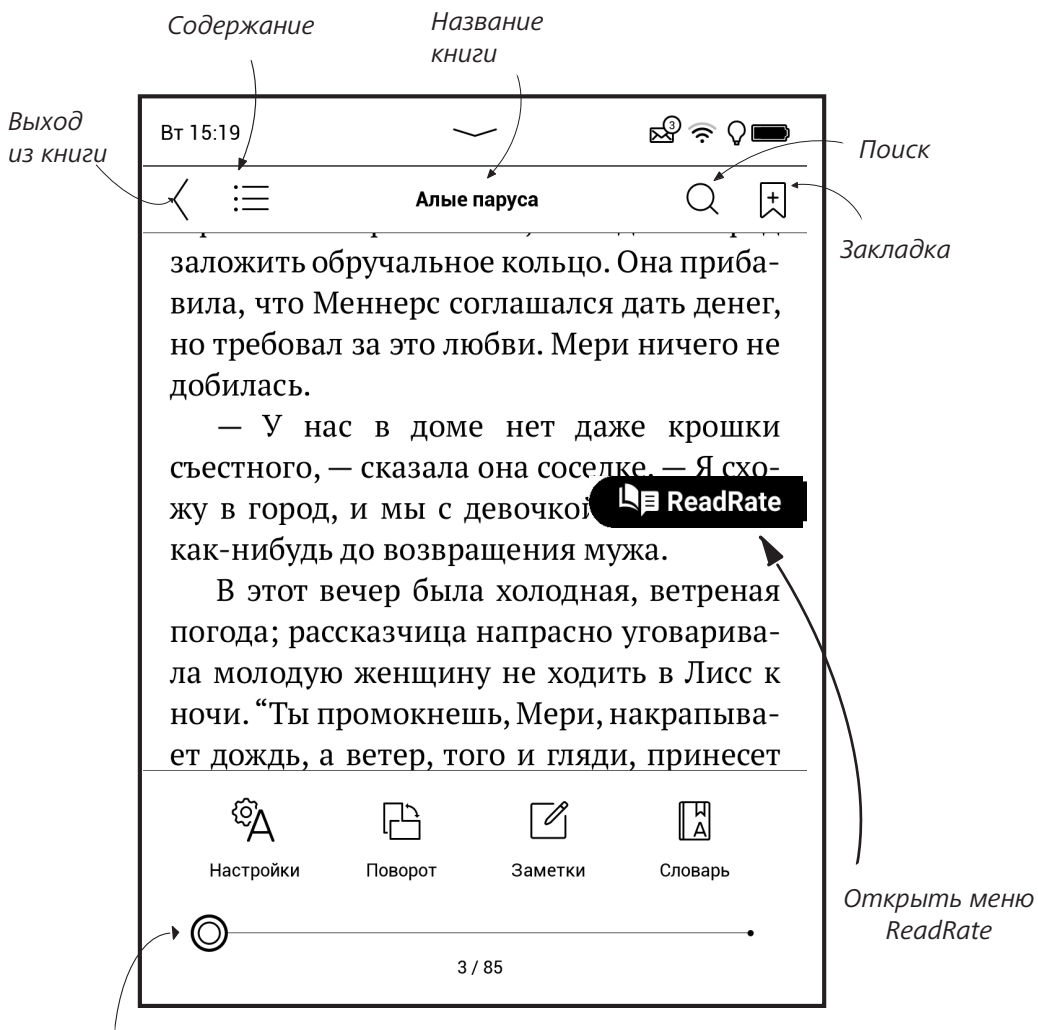 Содержание
Название
книги
Выход
из книги
Вт 15:19
3
Поиск
Алые паруса
Закладка
заложить обручальное кольцо. Она приба-
вила, что Меннерс соглашался дать денег,
но требовал за это любви. Мери ничего не
добилась.
— У нас в доме нет даже крошки
съестного, — сказала она соседке. — Я схо-
жу в город, и мы с девочкой
ReadRate
как-нибудь до возвращения мужа.
В этот вечер была холодная, ветреная
погода; рассказчица напрасно уговарива-
ла молодую женщину не ходить в Лисс к
ночи. “Ты промокнешь, Мери, накрапыва-
ет дождь, а ветер, того и гляди, принесет
Настройки Поворот Заметки Словарь
Открыть меню
ReadRate
3 / 85